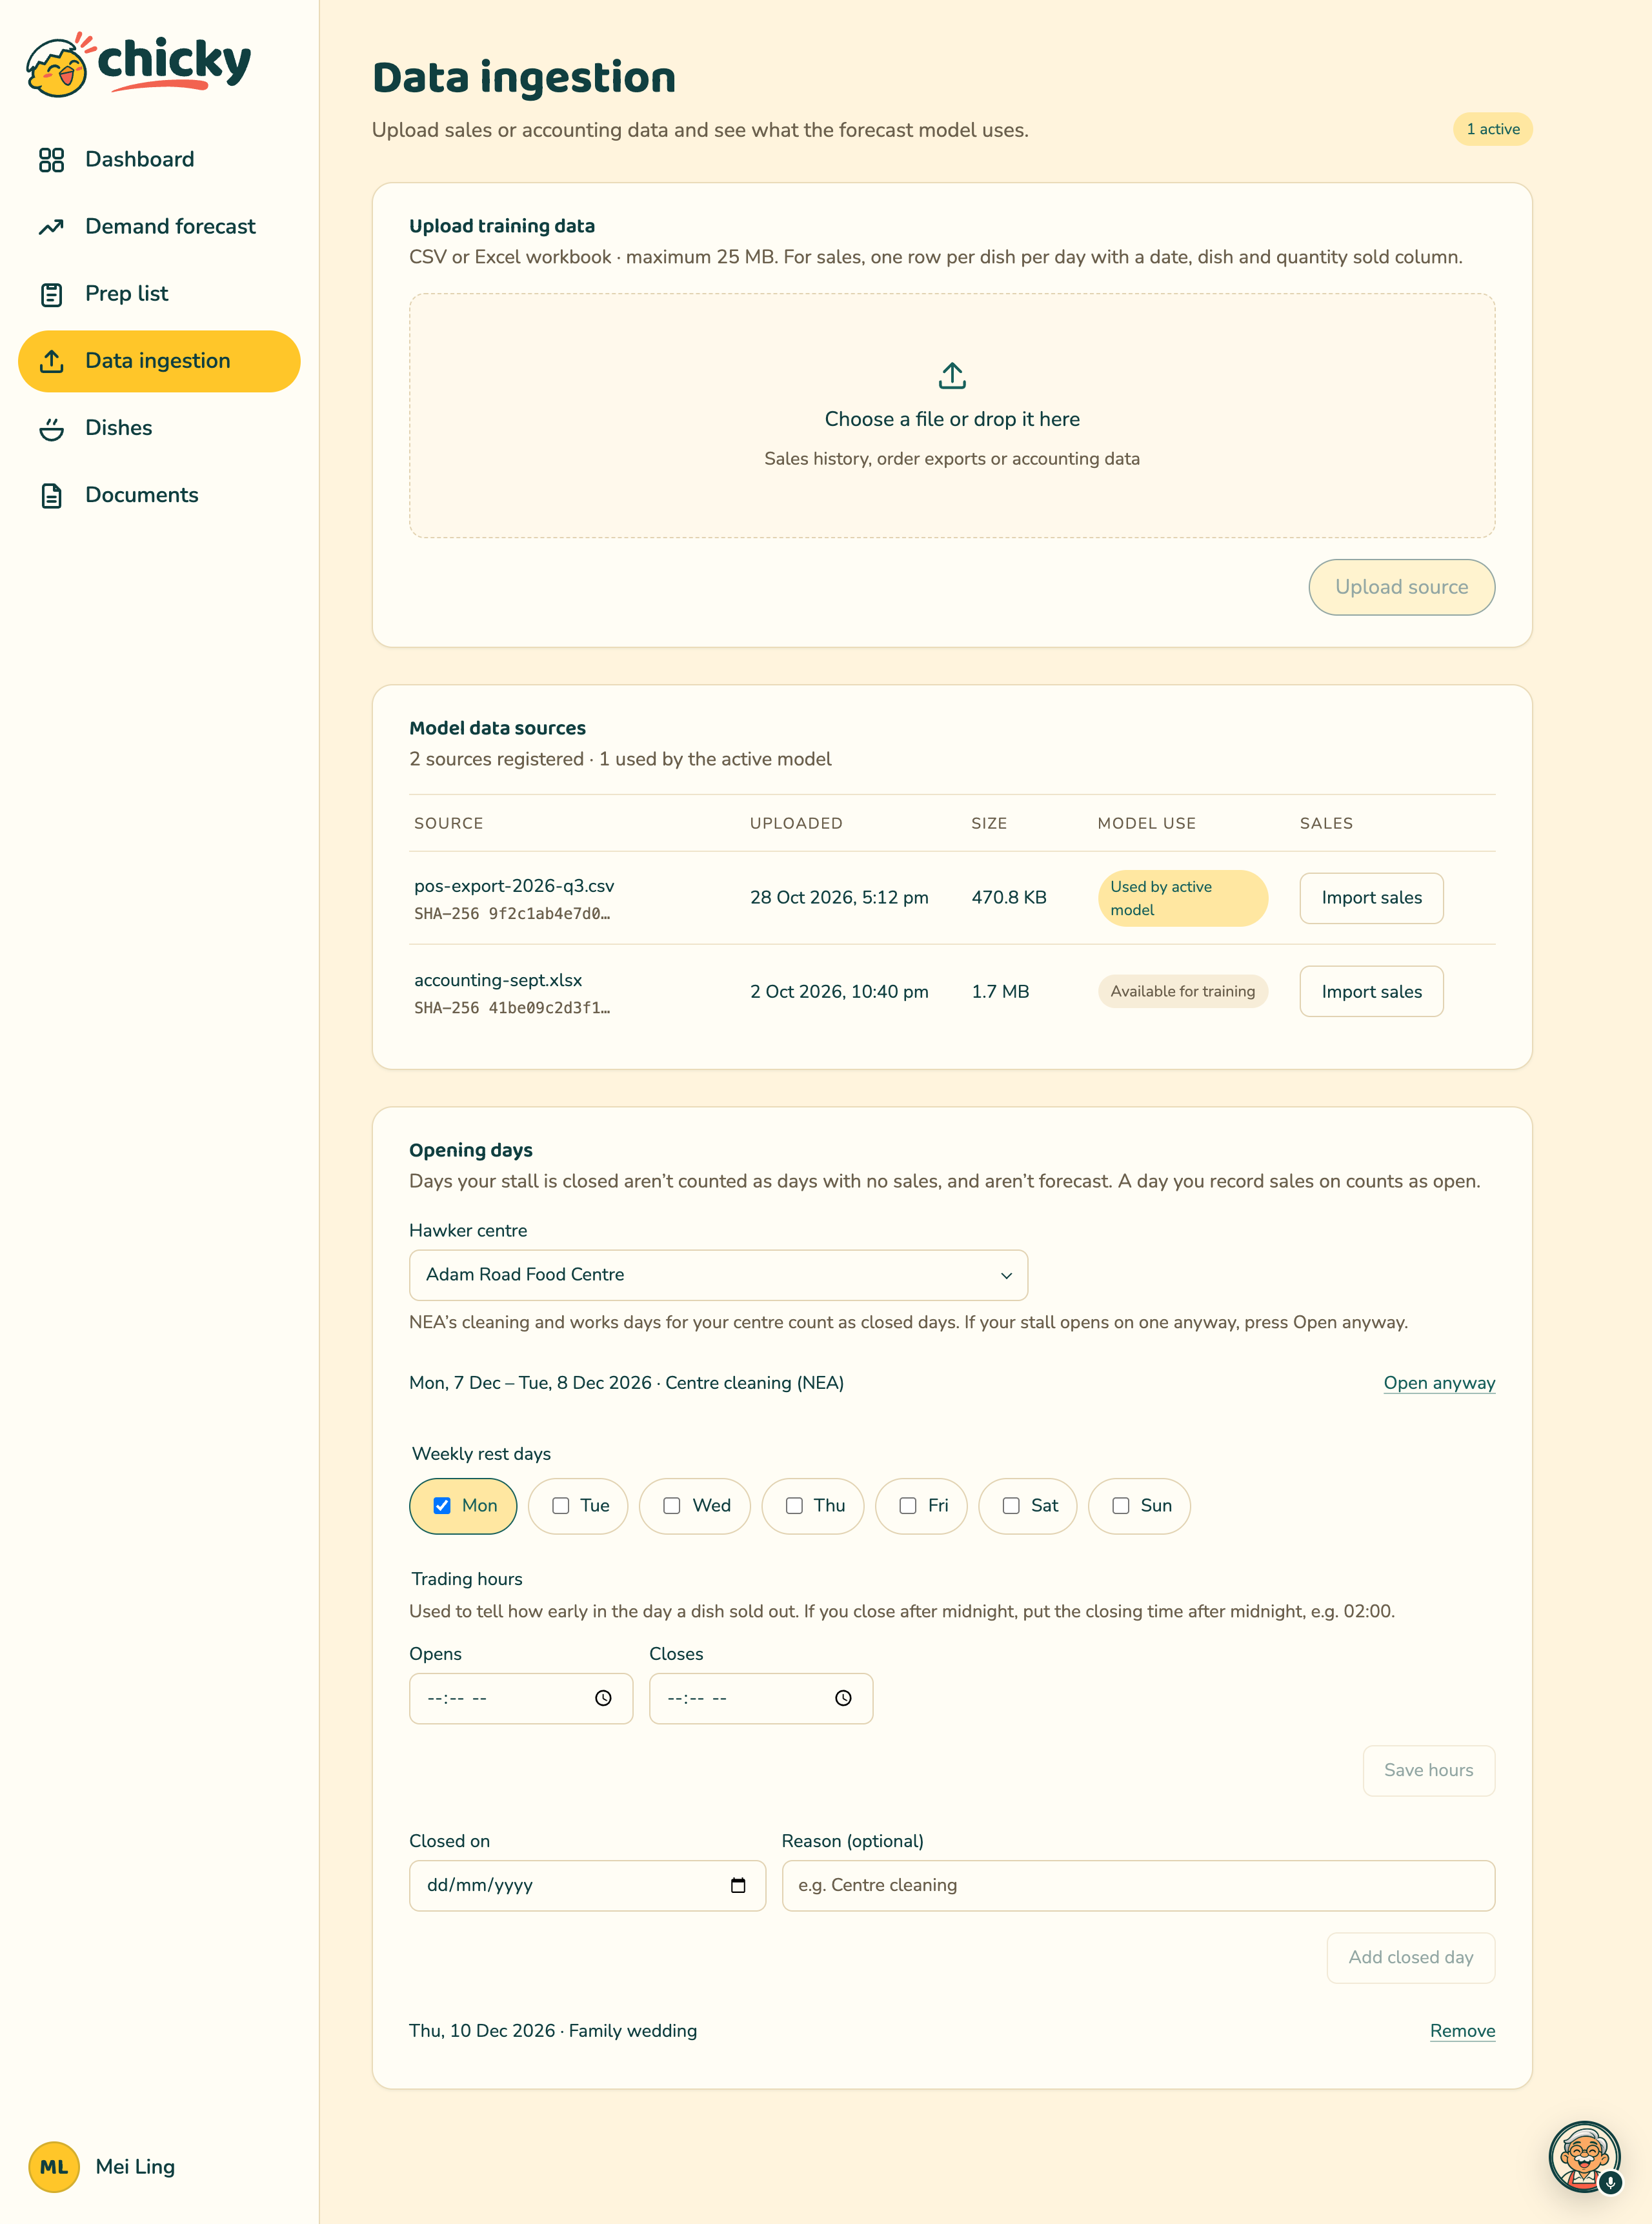 chicky
Dashboard
Demand forecast
Prep list
Data ingestion
Dishes
Documents
ML
Mei Ling
Data ingestion
Upload sales or accounting data and see what the forecast model uses.
1 active
Upload training data
CSV or Excel workbook · maximum 25 MB. For sales, one row per dish per day with a date, dish and quantity sold column.
Choose a file or drop it here
Sales history, order exports or accounting data
Upload source
Model data sources
2 sources registered · 1 used by the active model
SOURCE UPLOADED SIZE MODEL USE SALES
pos-export-2026-q3.csv
SHA-256 9f2c1ab4e7d0…
28 Oct 2026, 5:12 pm
470.8 KB
Used by active
model
Import sales
accounting-sept.xlsx
SHA-256 41be09c2d3f1…
2 Oct 2026, 10:40 pm
1.7 MB
Available for training
Import sales
Opening days
Days your stall is closed aren’t counted as days with no sales, and aren’t forecast. A day you record sales on counts as open.
Hawker centre
Adam Road Food Centre
NEA’s cleaning and works days for your centre count as closed days. If your stall opens on one anyway, press Open anyway.
Mon, 7 Dec – Tue, 8 Dec 2026 · Centre cleaning (NEA)
Open anyway
Weekly rest days
Mon Tue Wed Thu Fri Sat Sun
Trading hours
Used to tell how early in the day a dish sold out. If you close after midnight, put the closing time after midnight, e.g. 02:00.
Opens Closes
--:-- -- --:-- --
Save hours
Closed on Reason (optional)
dd/mm/yyyy e.g. Centre cleaning
Add closed day
Thu, 10 Dec 2026 · Family wedding
Remove